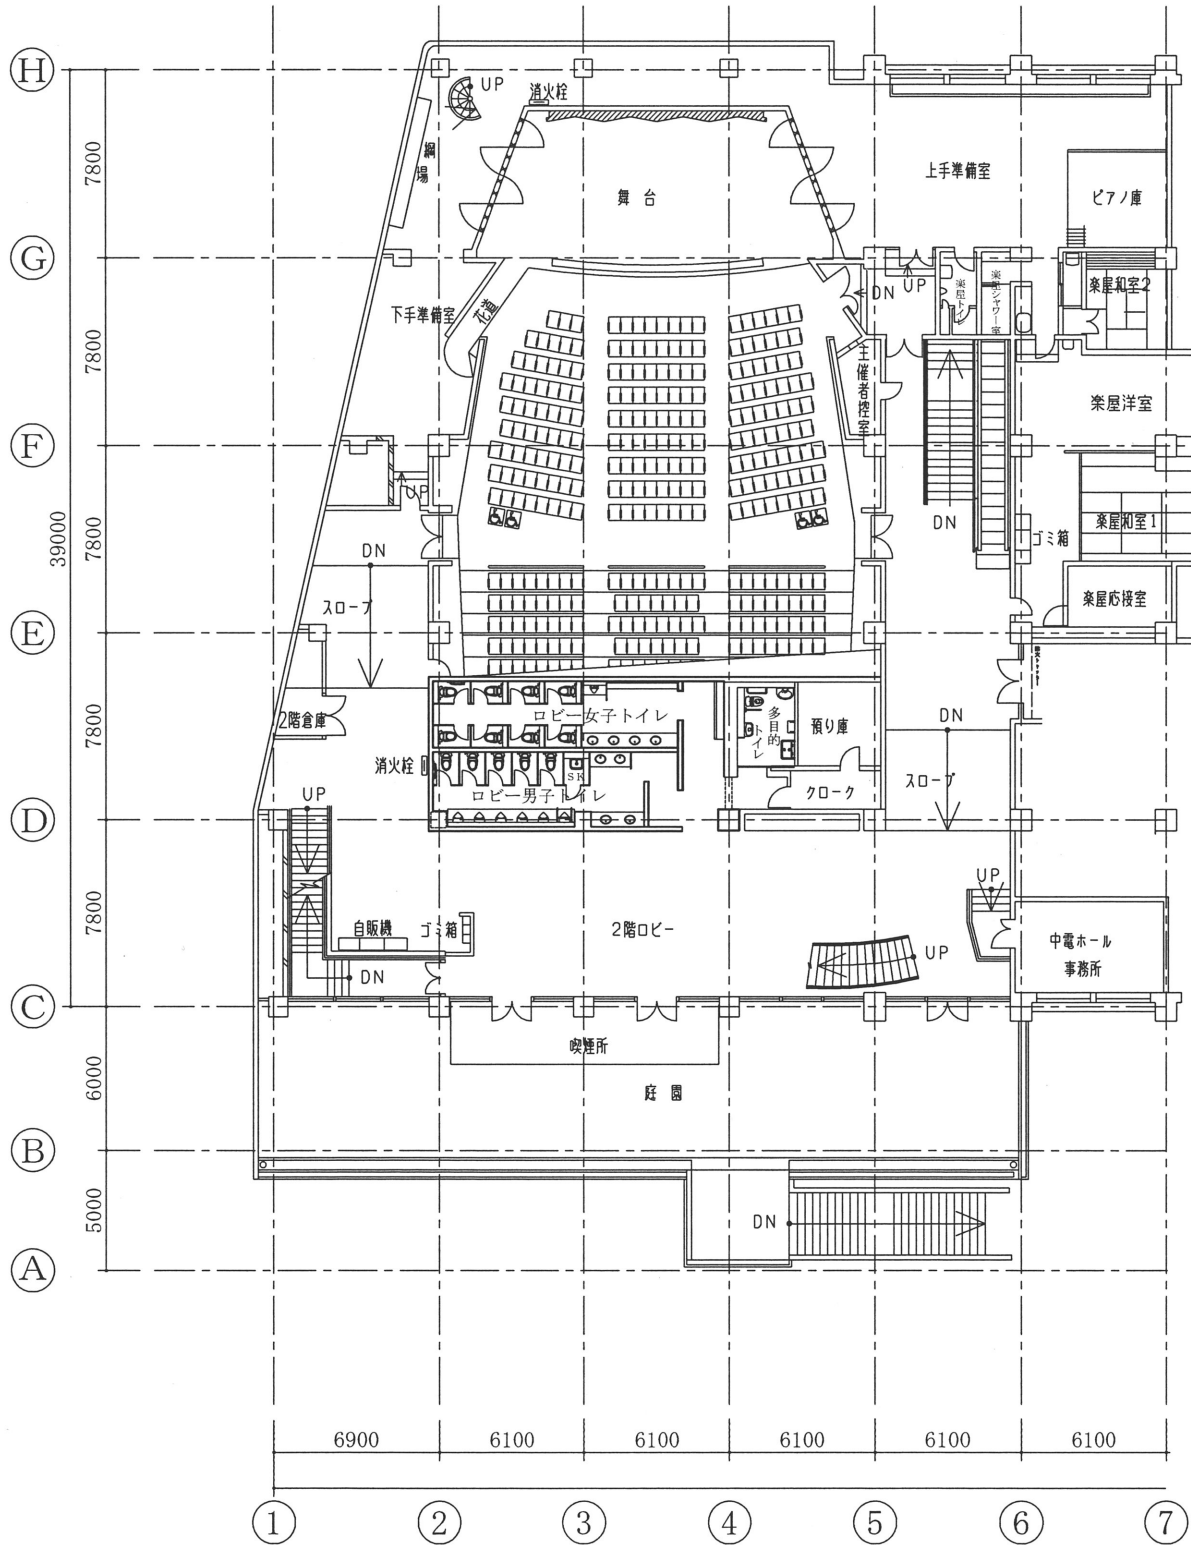 H
UP
消火栓
7800
綱場
上手準備室
舞台
ピアノ庫
G
DN
UP
楽屋トイレ
楽屋シャワー室
楽屋和室2
下手準備室
花道
7800
主催者控室
楽屋洋室
F
UP
DN
7800
39000
DN
ゴミ箱
楽屋和室1
スロープ
楽屋応接室
E
7800
2階倉庫
ロビー女子トイレ
多目的トイレ
預り庫
DN
消火栓
SK
スロープ
UP
ロビー男子トイレ
クローク
D
UP
7800
自販機
ゴミ箱
2階ロビー
UP
中電ホール
事務所
DN
C
喫煙所
6000
庭園
B
5000
DN
A
6900
6100
6100
6100
6100
6100
1
2
3
4
5
6
7